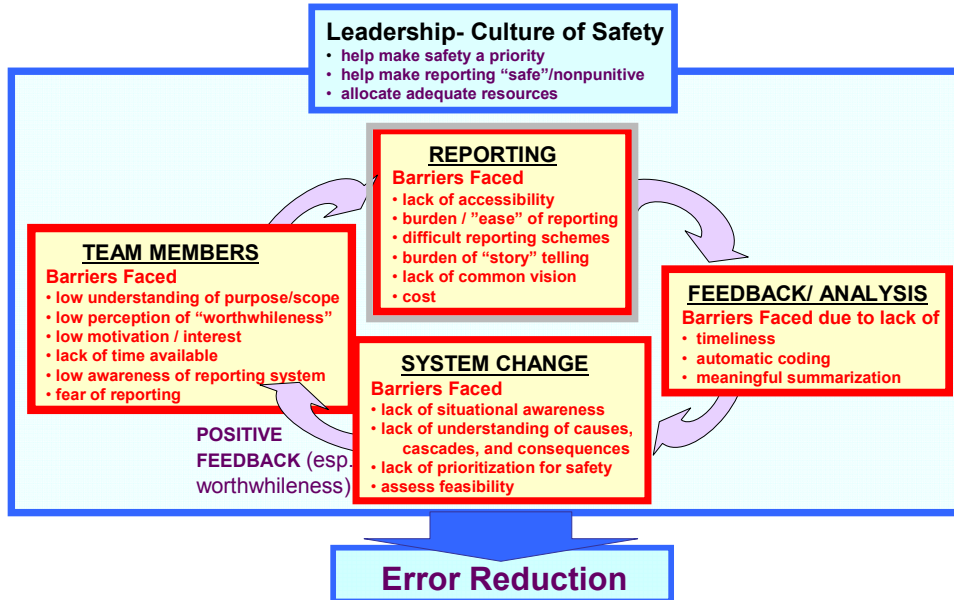 Leadership- Culture of Safety
• help make safety a priority
• help make reporting “safe”/nonpunitive
• allocate adequate resources
REPORTING
Barriers Faced
• lack of accessibility
• burden / ”ease” of reporting
• difficult reporting schemes
• burden of “story” telling
• lack of common vision
• cost
TEAM MEMBERS
Barriers Faced
• low understanding of purpose/scope
• low perception of “worthwhileness”
• low motivation / interest
• lack of time available
• low awareness of reporting system
• fear of reporting
FEEDBACK/ ANALYSIS
Barriers Faced due to lack of
• timeliness
• automatic coding
• meaningful summarization
SYSTEM CHANGE
Barriers Faced
• lack of situational awareness
• lack of understanding of causes,
cascades, and consequences
• lack of prioritization for safety
• assess feasibility
POSITIVE
FEEDBACK (esp.
worthwhileness)
Error Reduction